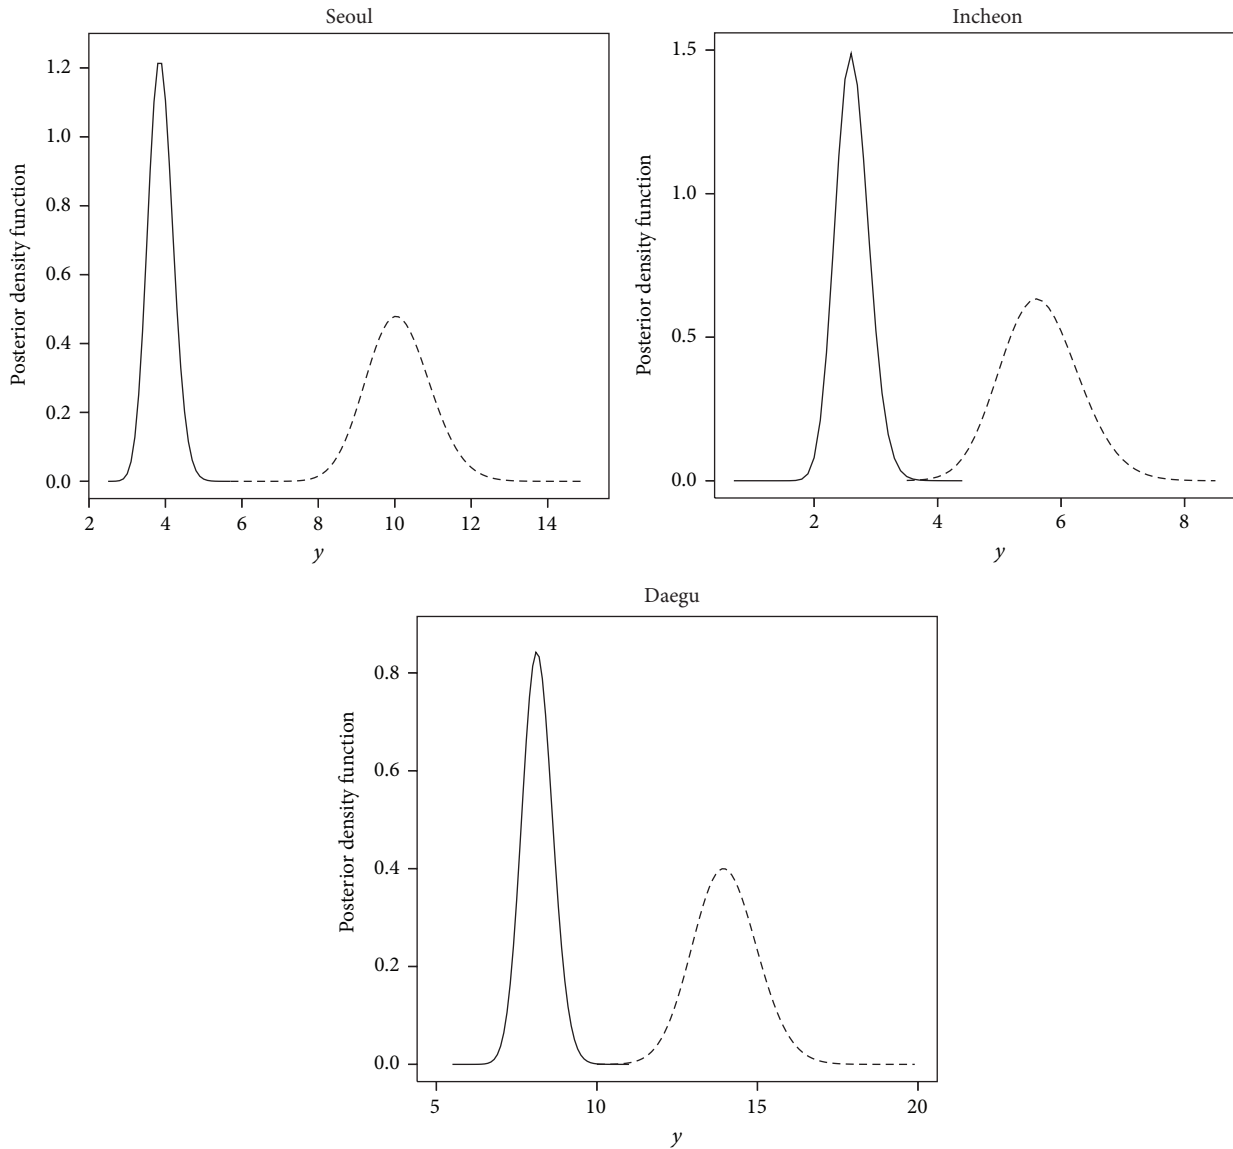 Seoul
Posterior density function
1.2
1.0
0.8
0.6
0.4
0.2
0.0
2 4 6 8 10 12 14
y
Incheon
Posterior density function
1.5
1.0
0.5
0.0
2 4 6 8
y
Daegu
Posterior density function
0.8
0.6
0.4
0.2
0.0
5 10 15 20
y